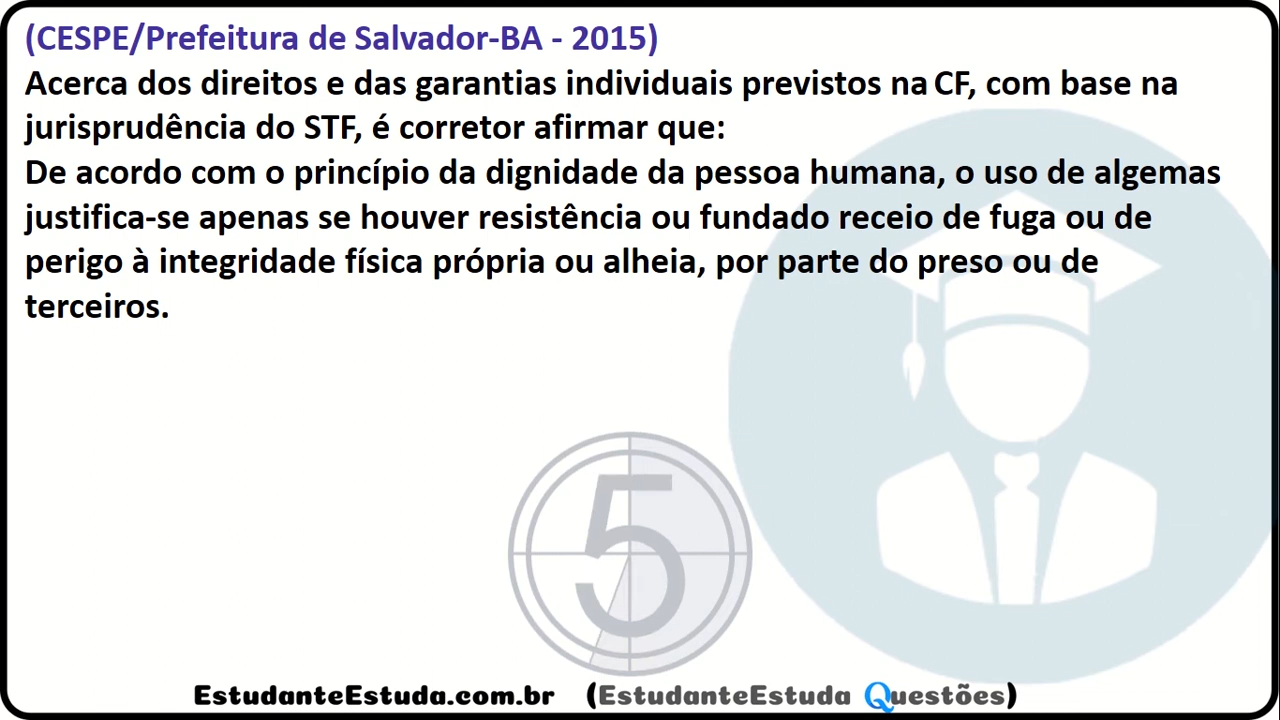 (CESPE/Prefeitura de Salvador-BA - 2015)
Acerca dos direitos e das garantias individuais previstos na CF, com base na
jurisprudência do STF, é corretor afirmar que:
De acordo com o princípio da dignidade da pessoa humana, o uso de algemas
justifica-se apenas se houver resistência ou fundado receio de fuga ou de
perigo à integridade física própria ou alheia, por parte do preso ou de
terceiros.
5
EstudanteEstuda.com.br (EstudanteEstuda Questões)